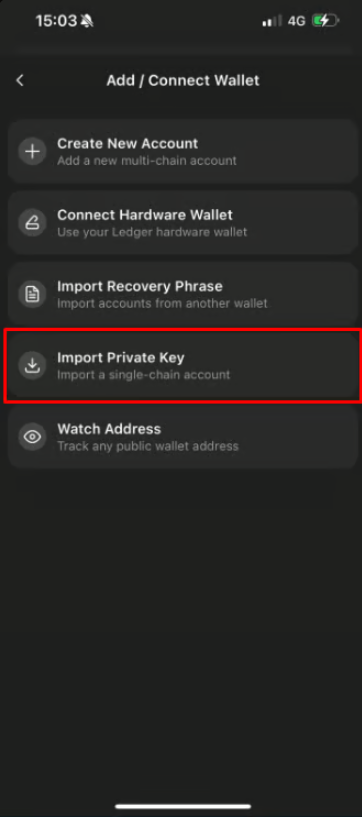 15:03
4G
Add / Connect Wallet
Create New Account
Add a new multi-chain account
Connect Hardware Wallet
Use your Ledger hardware wallet
Import Recovery Phrase
Import accounts from another wallet
Import Private Key
Import a single-chain account
Watch Address
Track any public wallet address